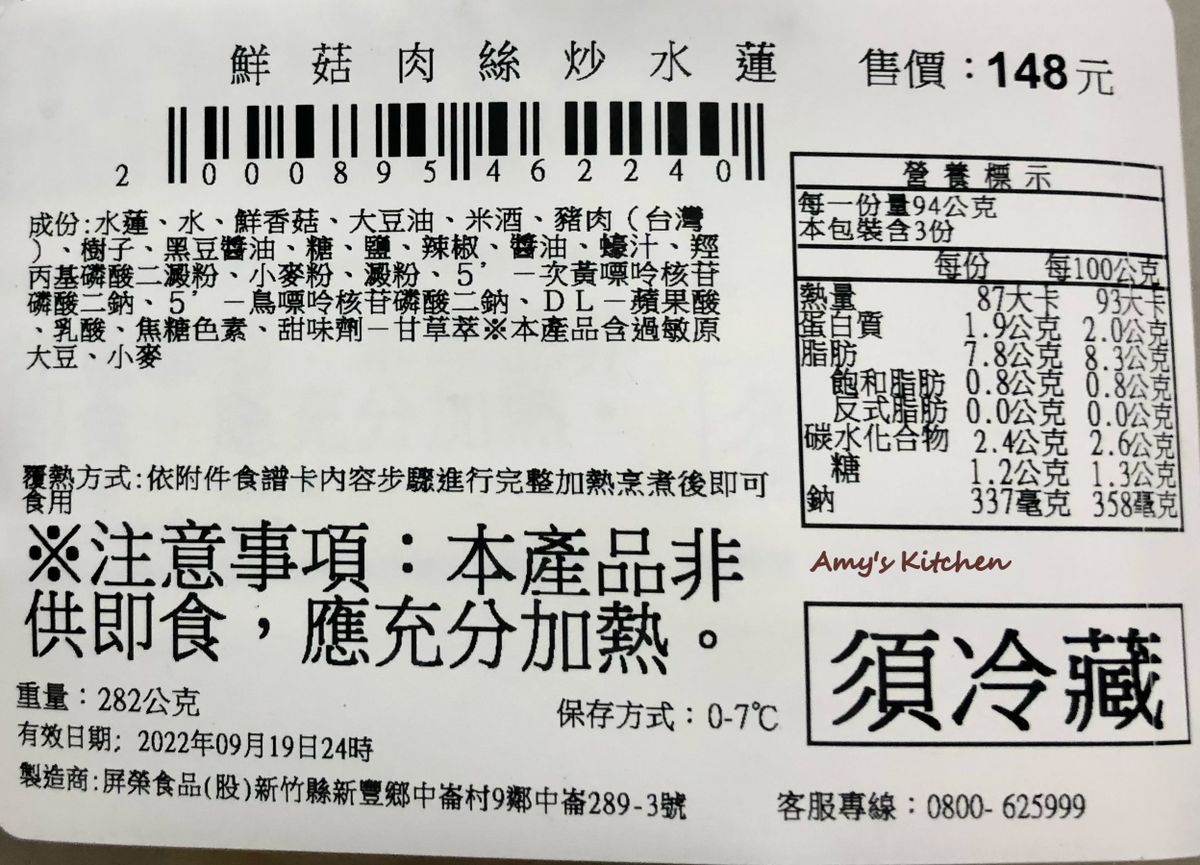 鮮菇肉絲炒水蓮 售價：148元
2 000895 462240
成份:水蓮、水、鮮香菇、大豆油、米酒、豬肉（台灣
）、樹子、黑豆醬油、糖、鹽、辣椒、醬油、蠔汁、羥
丙基磷酸二澱粉、小麥粉、澱粉、５’－次黃嘌呤核苷
磷酸二鈉、５’－鳥嘌呤核苷磷酸二鈉、ＤＬ－蘋果酸
、乳酸、焦糖色素、甜味劑－甘草萃※本產品含過敏原
大豆、小麥
營養標示
每一份量94公克
本包裝含3份
每份 每100公克
熱量 87大卡 93大卡
蛋白質 1.9公克 2.0公克
脂肪 7.8公克 8.3公克
飽和脂肪 0.8公克 0.8公克
反式脂肪 0.0公克 0.0公克
碳水化合物 2.4公克 2.6公克
糖 1.2公克 1.3公克
鈉 337毫克 358毫克
覆熱方式:依附件食譜卡內容步驟進行完整加熱烹煮後即可
食用
※注意事項：本產品非
供即食，應充分加熱。
Amy's Kitchen
須冷藏
重量：282公克
保存方式：0-7℃
有效日期; 2022年09月19日24時
製造商:屏榮食品(股)新竹縣新豐鄉中崙村9鄰中崙289-3號
客服專線：0800- 625999